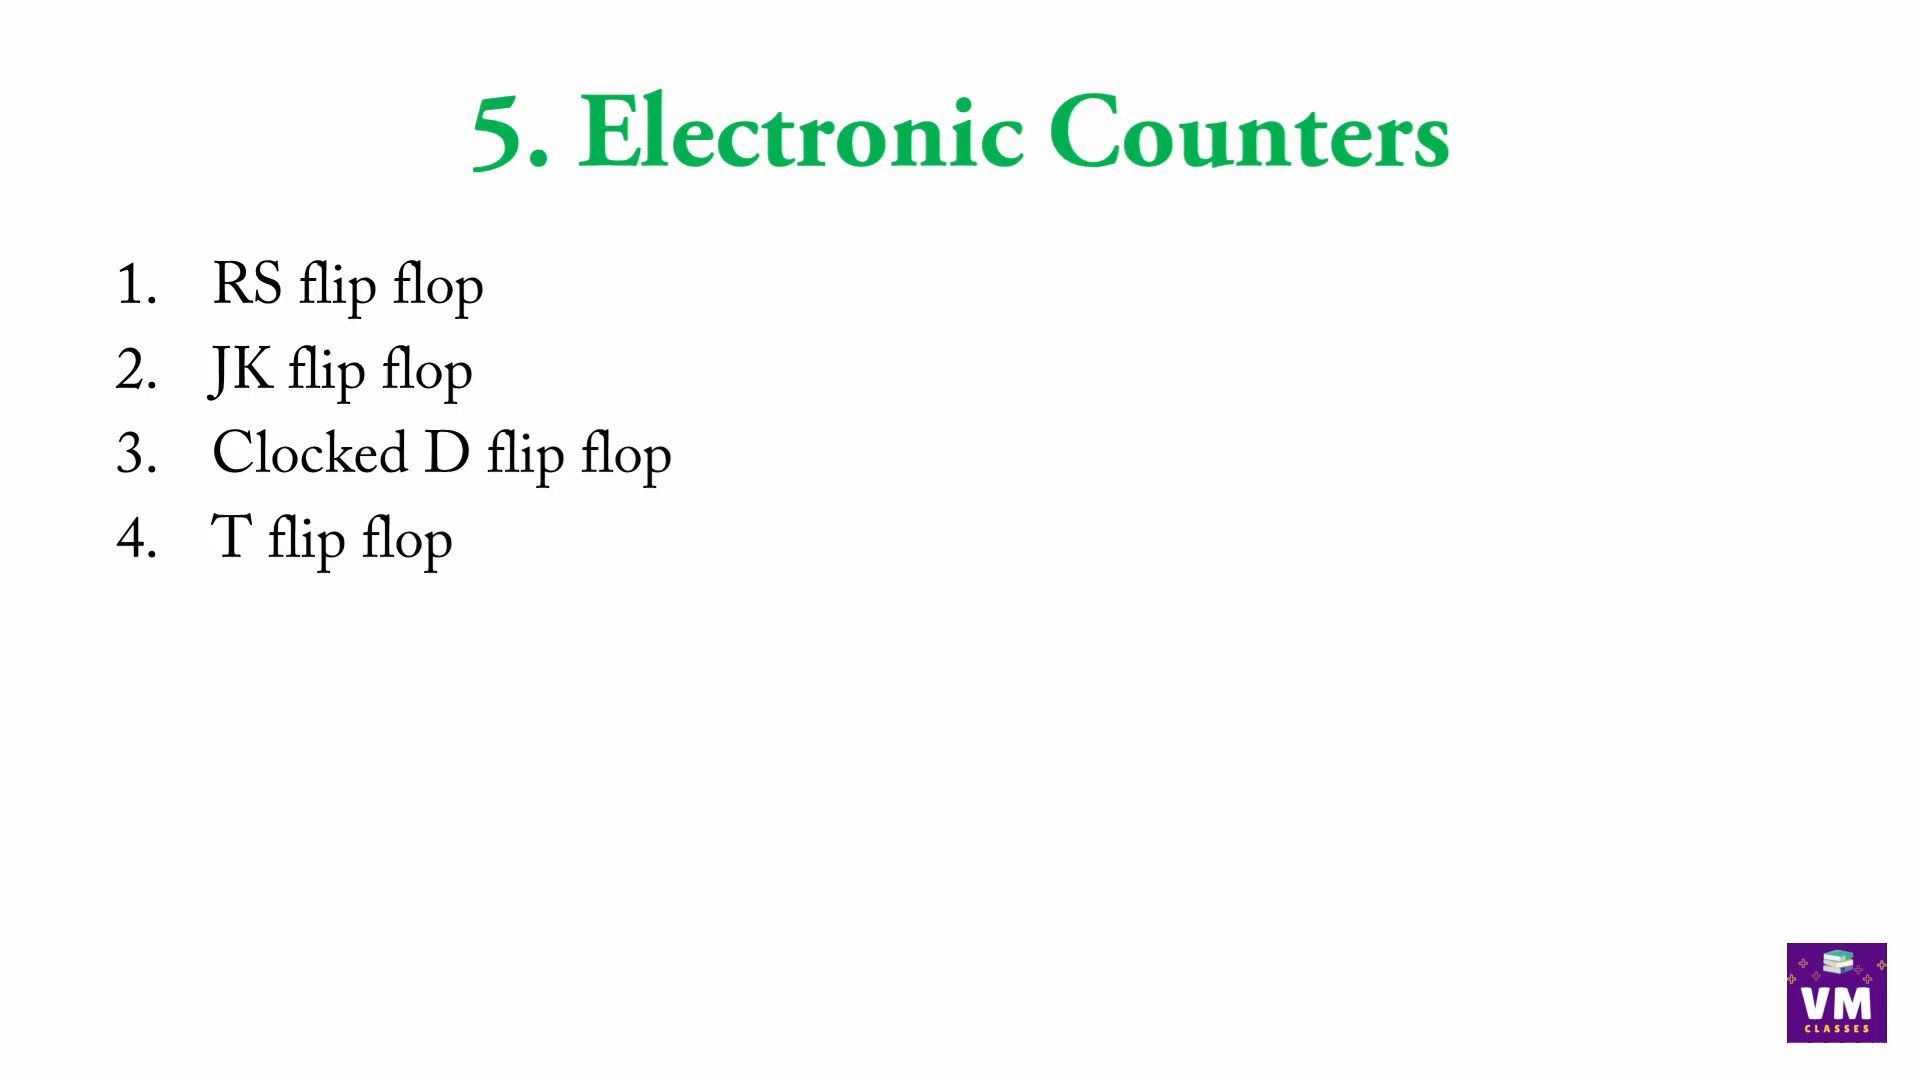 5. Electronic Counters
1. RS flip flop
2. JK flip flop
3. Clocked D flip flop
4. T flip flop
VM
CLASSES